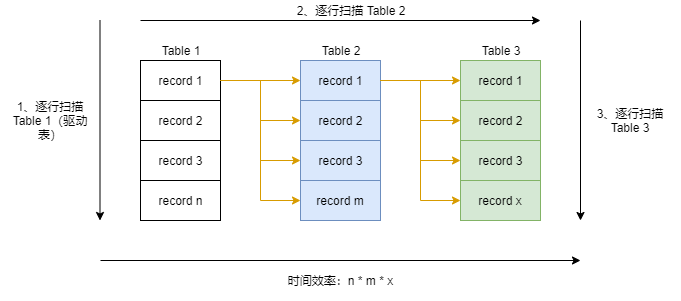 2、逐行扫描 Table 2
Table 1
Table 2
Table 3
1、逐行扫描
Table 1（驱动
表）
record 1
record 1
record 1
record 2
record 2
record 2
3、逐行扫描
Table 3
record 3
record 3
record 3
record n
record m
record x
时间效率：n * m * x